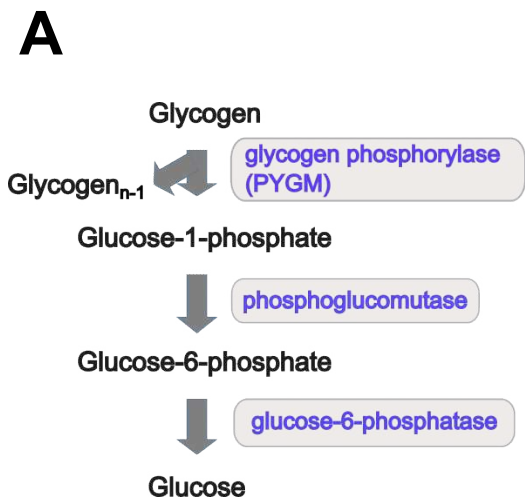 A
Glycogen
glycogen phosphorylase
(PYGM)
Glycogenn-1
Glucose-1-phosphate
phosphoglucomutase
Glucose-6-phosphate
glucose-6-phosphatase
Glucose